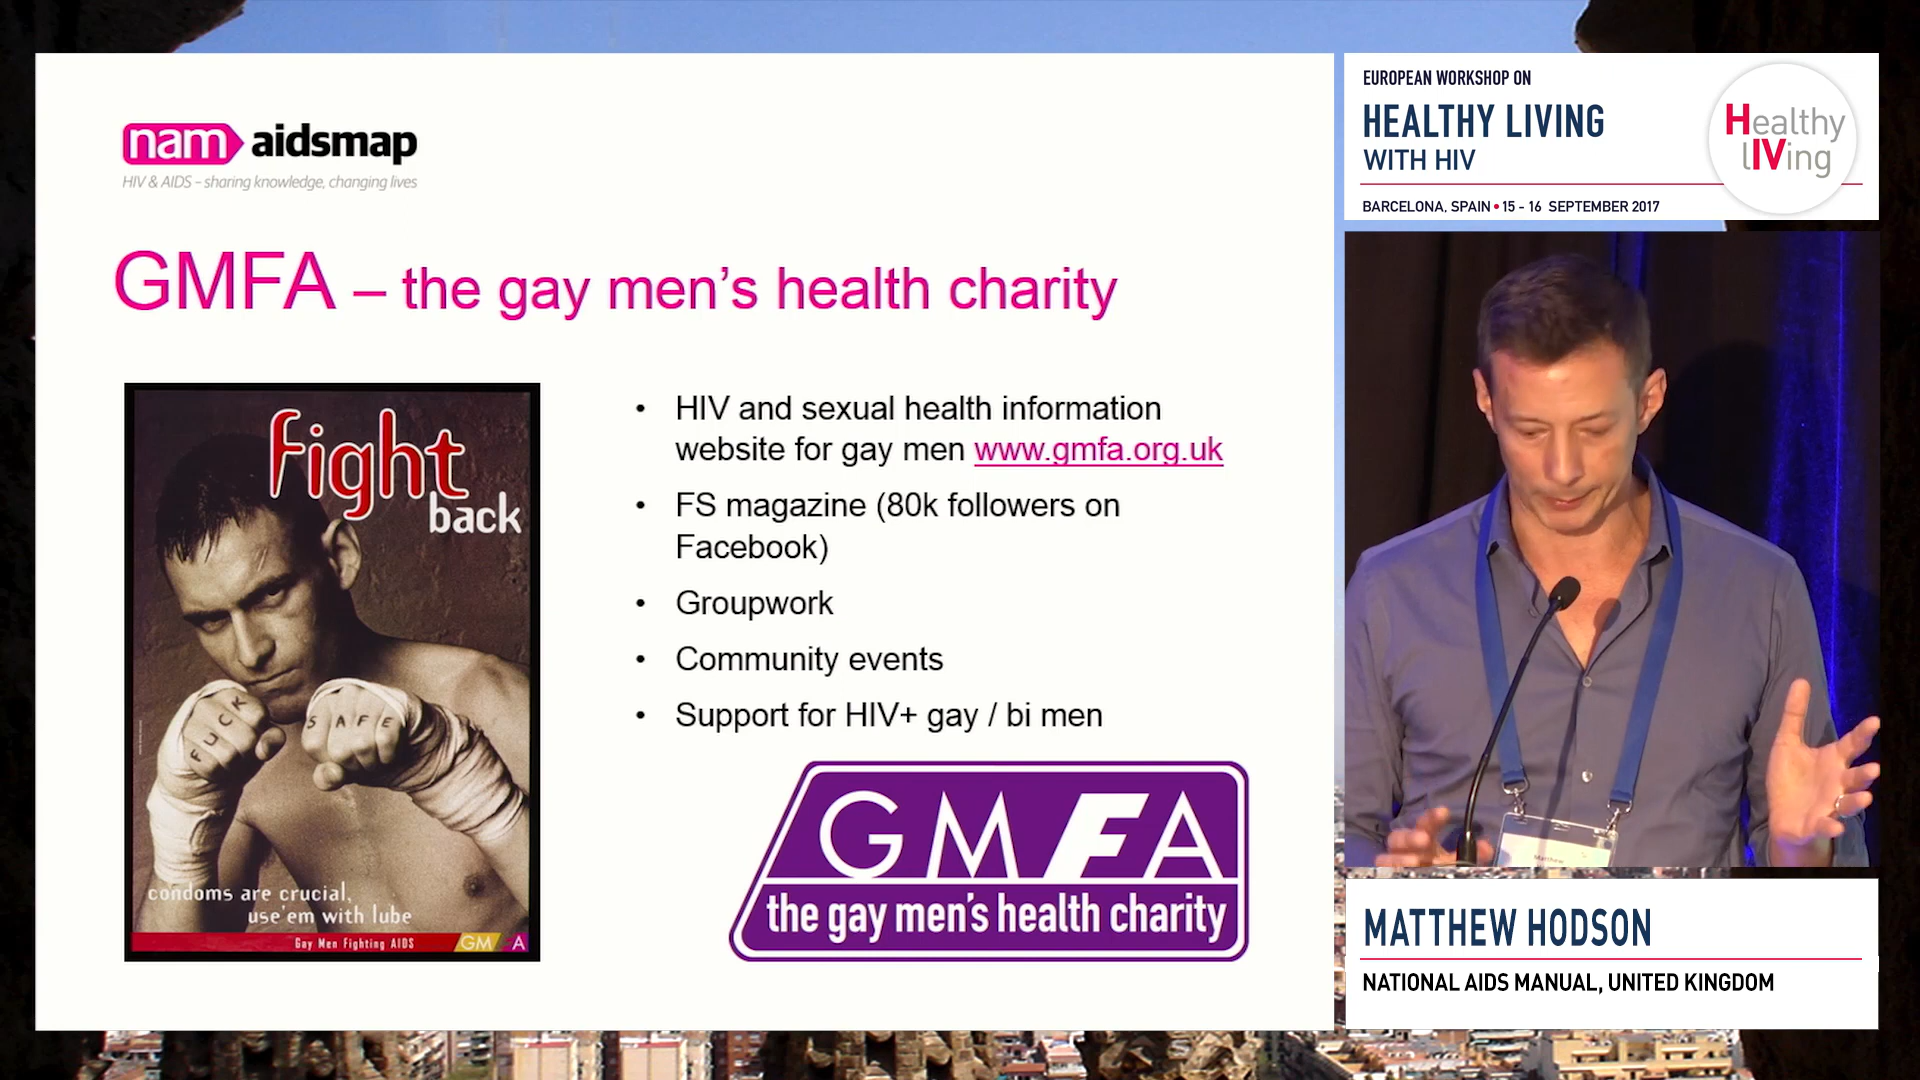 nam aidsmap
HIV & AIDS – sharing knowledge, changing lives
GMFA – the gay men's health charity
fight
back
FUCK
SAFE
condoms are crucial,
use'em with lube
Gay Men Fighting AIDS
GMFA
• HIV and sexual health information
website for gay men www.gmfa.org.uk
• FS magazine (80k followers on
Facebook)
• Groupwork
• Community events
• Support for HIV+ gay / bi men
GMFA
the gay men's health charity
EUROPEAN WORKSHOP ON
HEALTHY LIVING
WITH HIV
BARCELONA, SPAIN • 15 - 16 SEPTEMBER 2017
Healthy
lIVing
Matthew
MATTHEW HODSON
NATIONAL AIDS MANUAL, UNITED KINGDOM